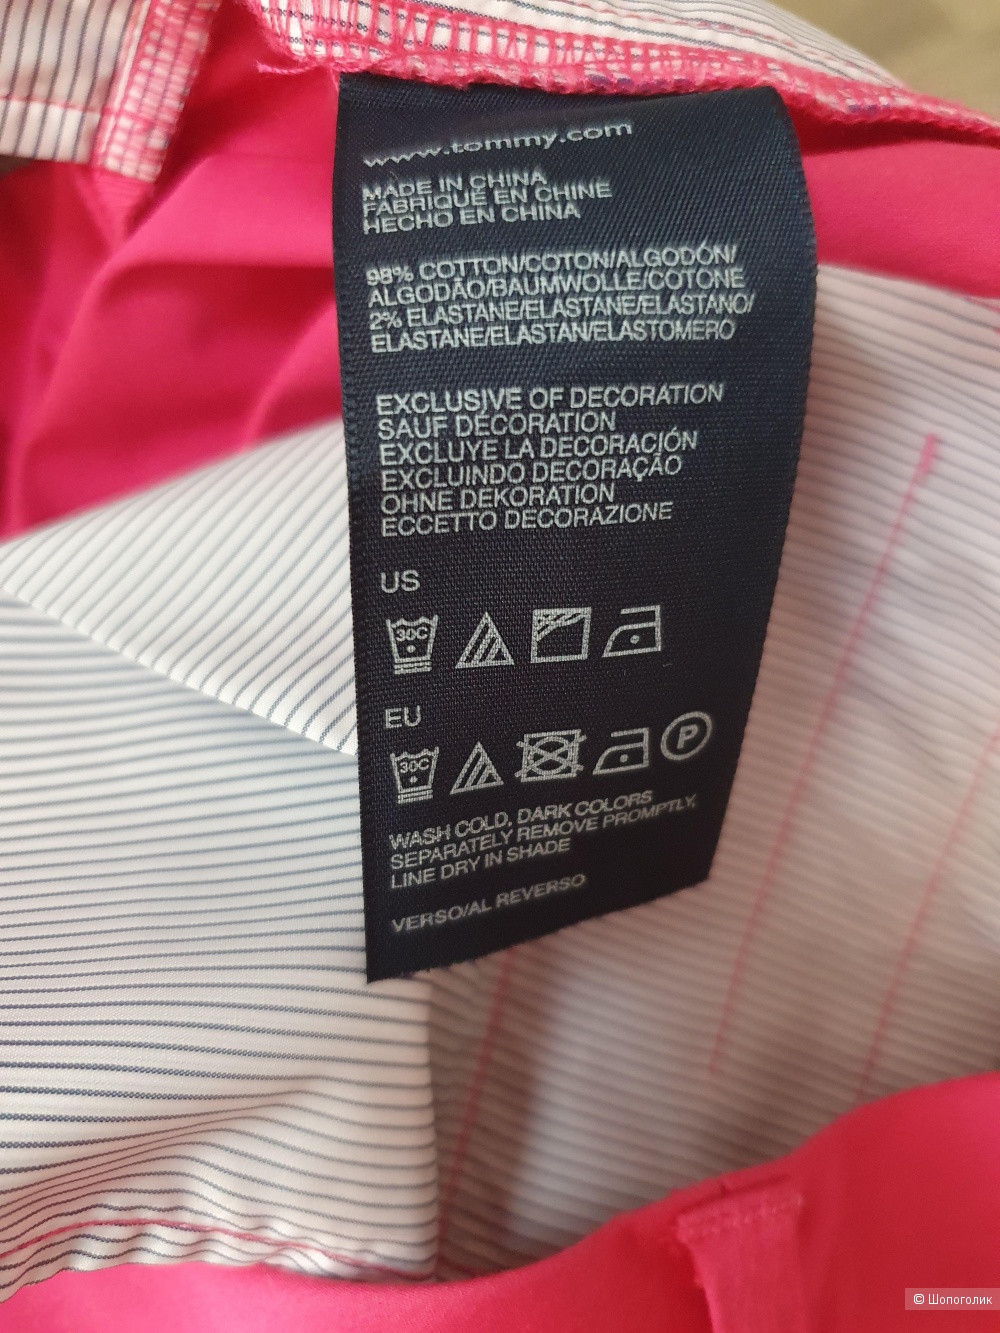 www.tommy.com
MADE IN CHINA
FABRIQUÉ EN CHINE
HECHO EN CHINA
98% COTTON/COTON/ALGODÓN/
ALGODÃO/BAUMWOLLE/COTONE
2% ELASTANE/ELASTANE/ELASTANO/
ELASTANE/ELASTAN/ELASTOMERO
EXCLUSIVE OF DECORATION
SAUF DÉCORATION
EXCLUYE LA DECORACIÓN
EXCLUINDO DECORAÇÃO
OHNE DEKORATION
ECCETTO DECORAZIONE
US
30C
EU
30C P
WASH COLD, DARK COLORS
SEPARATELY REMOVE PROMPTLY,
LINE DRY IN SHADE
VERSO/AL REVERSO
© Шопоголик